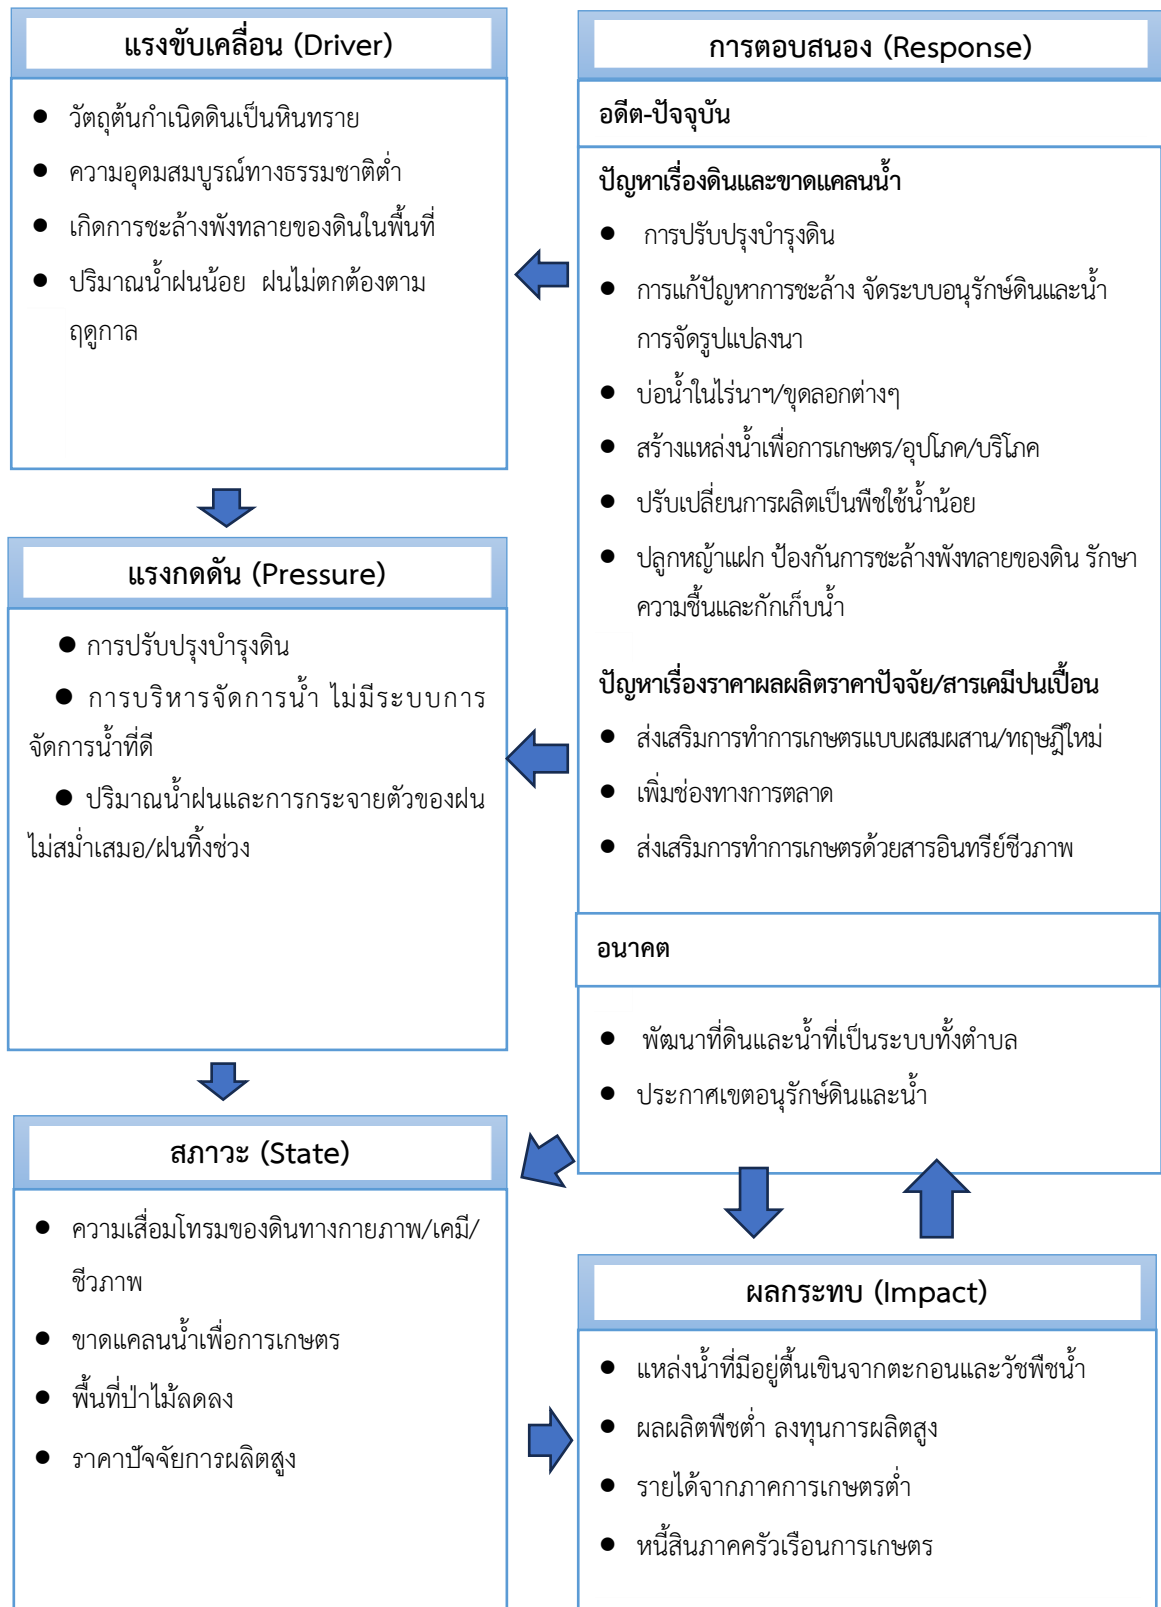 แรงขับเคลื่อน (Driver)
● วัตถุต้นกำเนิดดินเป็นหินทราย
● ความอุดมสมบูรณ์ทางธรรมชาติต่ำ
● เกิดการชะล้างพังทลายของดินในพื้นที่
● ปริมาณน้ำฝนน้อย ฝนไม่ตกต้องตาม
ฤดูกาล
แรงกดดัน (Pressure)
● การปรับปรุงบำรุงดิน
● การบริหารจัดการน้ำ ไม่มีระบบการ
จัดการน้ำที่ดี
● ปริมาณน้ำฝนและการกระจายตัวของฝน
ไม่สม่ำเสมอ/ฝนทิ้งช่วง
สภาวะ (State)
● ความเสื่อมโทรมของดินทางกายภาพ/เคมี/
ชีวภาพ
● ขาดแคลนน้ำเพื่อการเกษตร
● พื้นที่ป่าไม้ลดลง
● ราคาปัจจัยการผลิตสูง
การตอบสนอง (Response)
อดีต-ปัจจุบัน
ปัญหาเรื่องดินและขาดแคลนน้ำ
● การปรับปรุงบำรุงดิน
● การแก้ปัญหาการชะล้าง จัดระบบอนุรักษ์ดินและน้ำ
การจัดรูปแปลงนา
● บ่อน้ำในไร่นาฯ/ขุดลอกต่างๆ
● สร้างแหล่งน้ำเพื่อการเกษตร/อุปโภค/บริโภค
● ปรับเปลี่ยนการผลิตเป็นพืชใช้น้ำน้อย
● ปลูกหญ้าแฝก ป้องกันการชะล้างพังทลายของดิน รักษา
ความชื้นและกักเก็บน้ำ
ปัญหาเรื่องราคาผลผลิตราคาปัจจัย/สารเคมีปนเปื้อน
● ส่งเสริมการทำการเกษตรแบบผสมผสาน/ทฤษฎีใหม่
● เพิ่มช่องทางการตลาด
● ส่งเสริมการทำการเกษตรด้วยสารอินทรีย์ชีวภาพ
อนาคต
● พัฒนาที่ดินและน้ำที่เป็นระบบทั้งตำบล
● ประกาศเขตอนุรักษ์ดินและน้ำ
ผลกระทบ (Impact)
● แหล่งน้ำที่มีอยู่ตื้นเขินจากตะกอนและวัชพืชน้ำ
● ผลผลิตพืชต่ำ ลงทุนการผลิตสูง
● รายได้จากภาคการเกษตรต่ำ
● หนี้สินภาคครัวเรือนการเกษตร